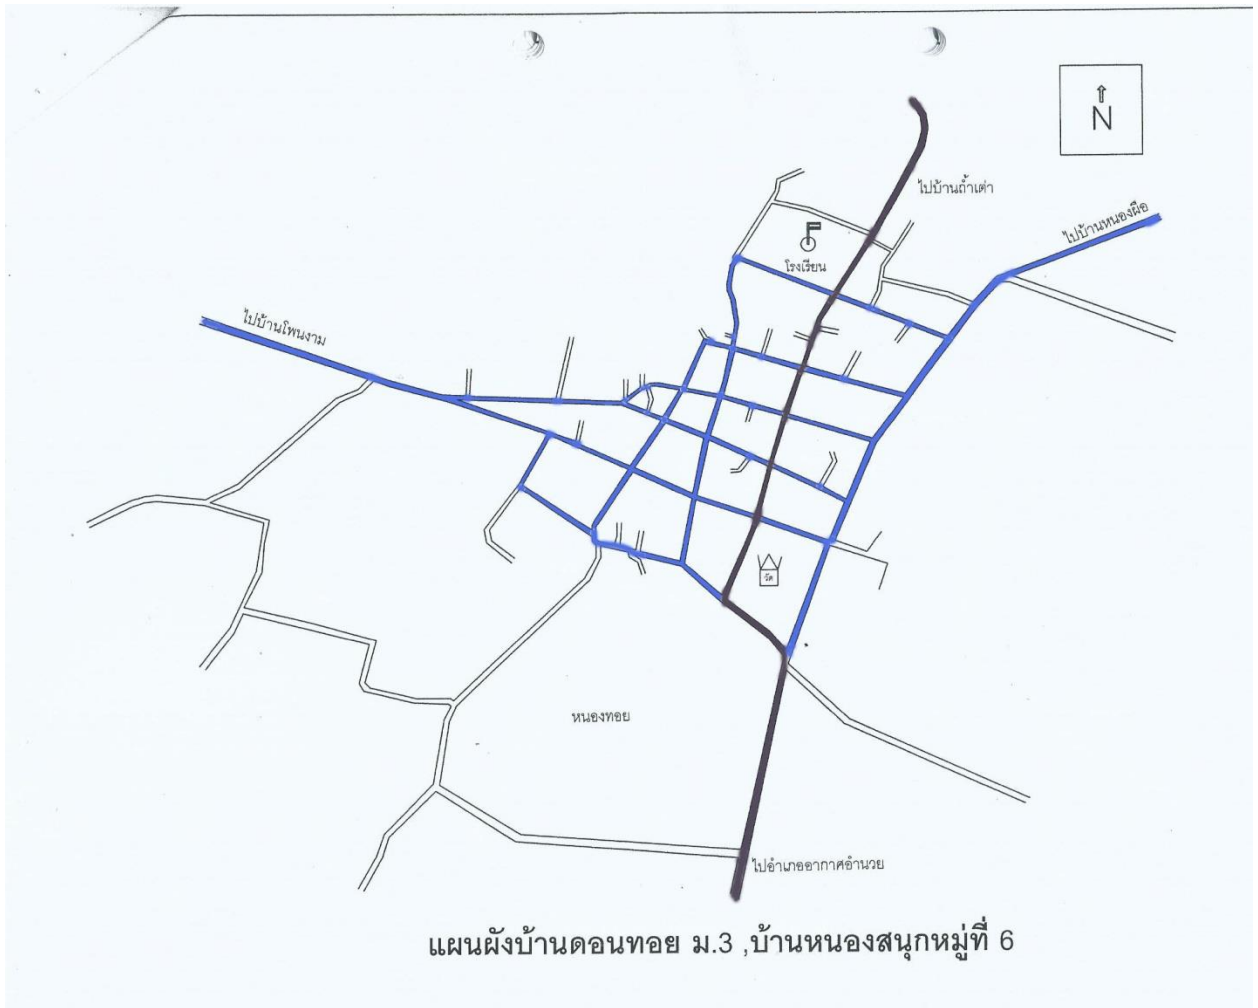 N
ไปบ้านถ้ำเต่า
ไปบ้านหนองผือ
โรงเรียน
ไปบ้านโพนงาม
วัด
หนองทอย
ไปอำเภออากาศอำนวย
แผนผังบ้านดอนทอย ม.3 ,บ้านหนองสนุกหมู่ที่ 6